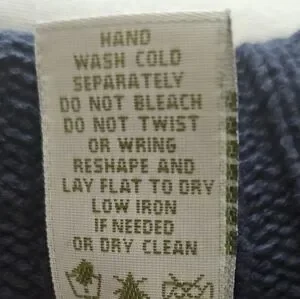 HAND
WASH COLD
SEPARATELY
DO NOT BLEACH
DO NOT TWIST
OR WRING
RESHAPE AND
LAY FLAT TO DRY
LOW IRON
IF NEEDED
OR DRY CLEAN